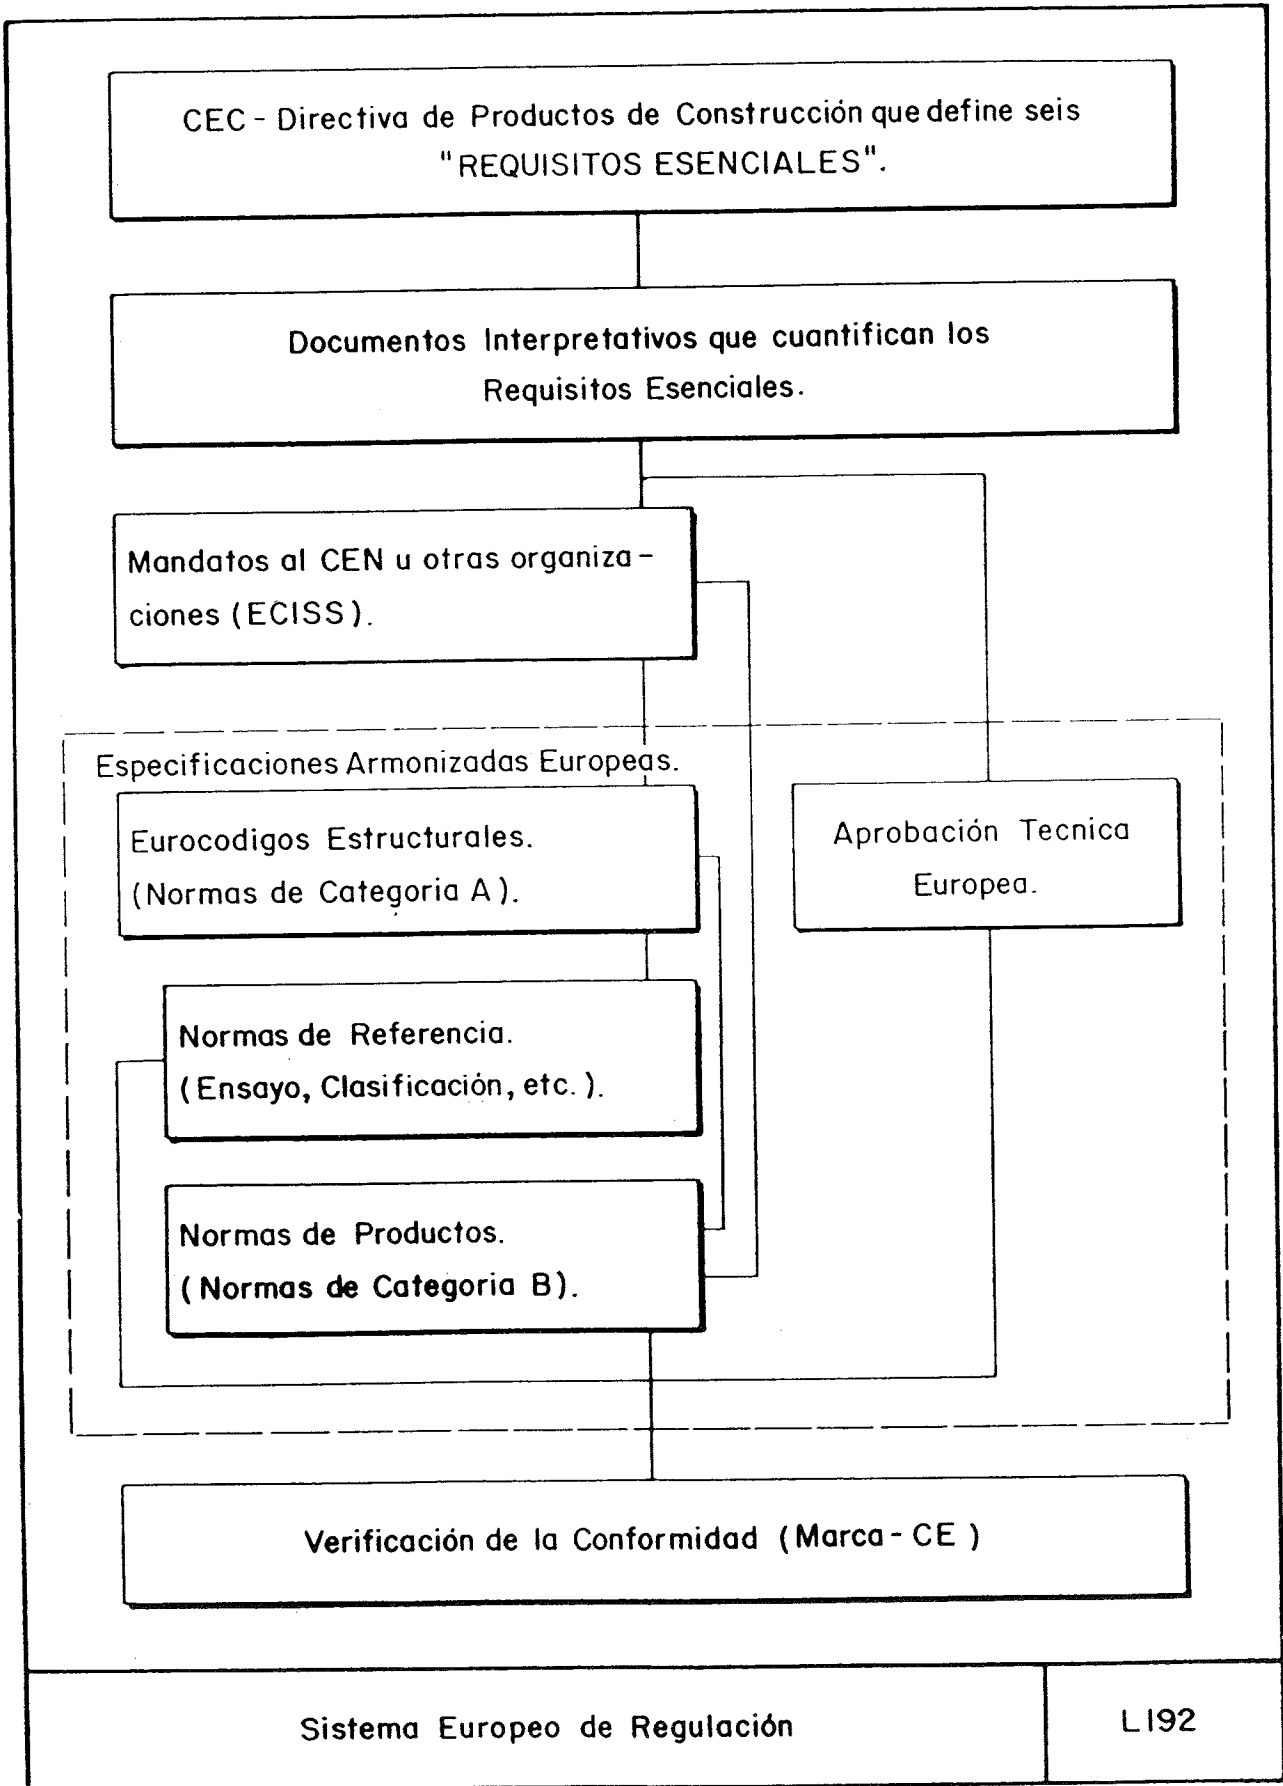 CEC - Directiva de Productos de Construcción que define seis
"REQUISITOS ESENCIALES".
Documentos Interpretativos que cuantifican los
Requisitos Esenciales.
Mandatos al CEN u otras organiza-
ciones (ECISS).
Especificaciones Armonizadas Europeas.
Eurocodigos Estructurales.
(Normas de Categoria A).
Aprobación Tecnica
Europea.
Normas de Referencia.
(Ensayo, Clasificación, etc.).
Normas de Productos.
(Normas de Categoria B).
Verificación de la Conformidad (Marca-CE)
Sistema Europeo de Regulación
L192